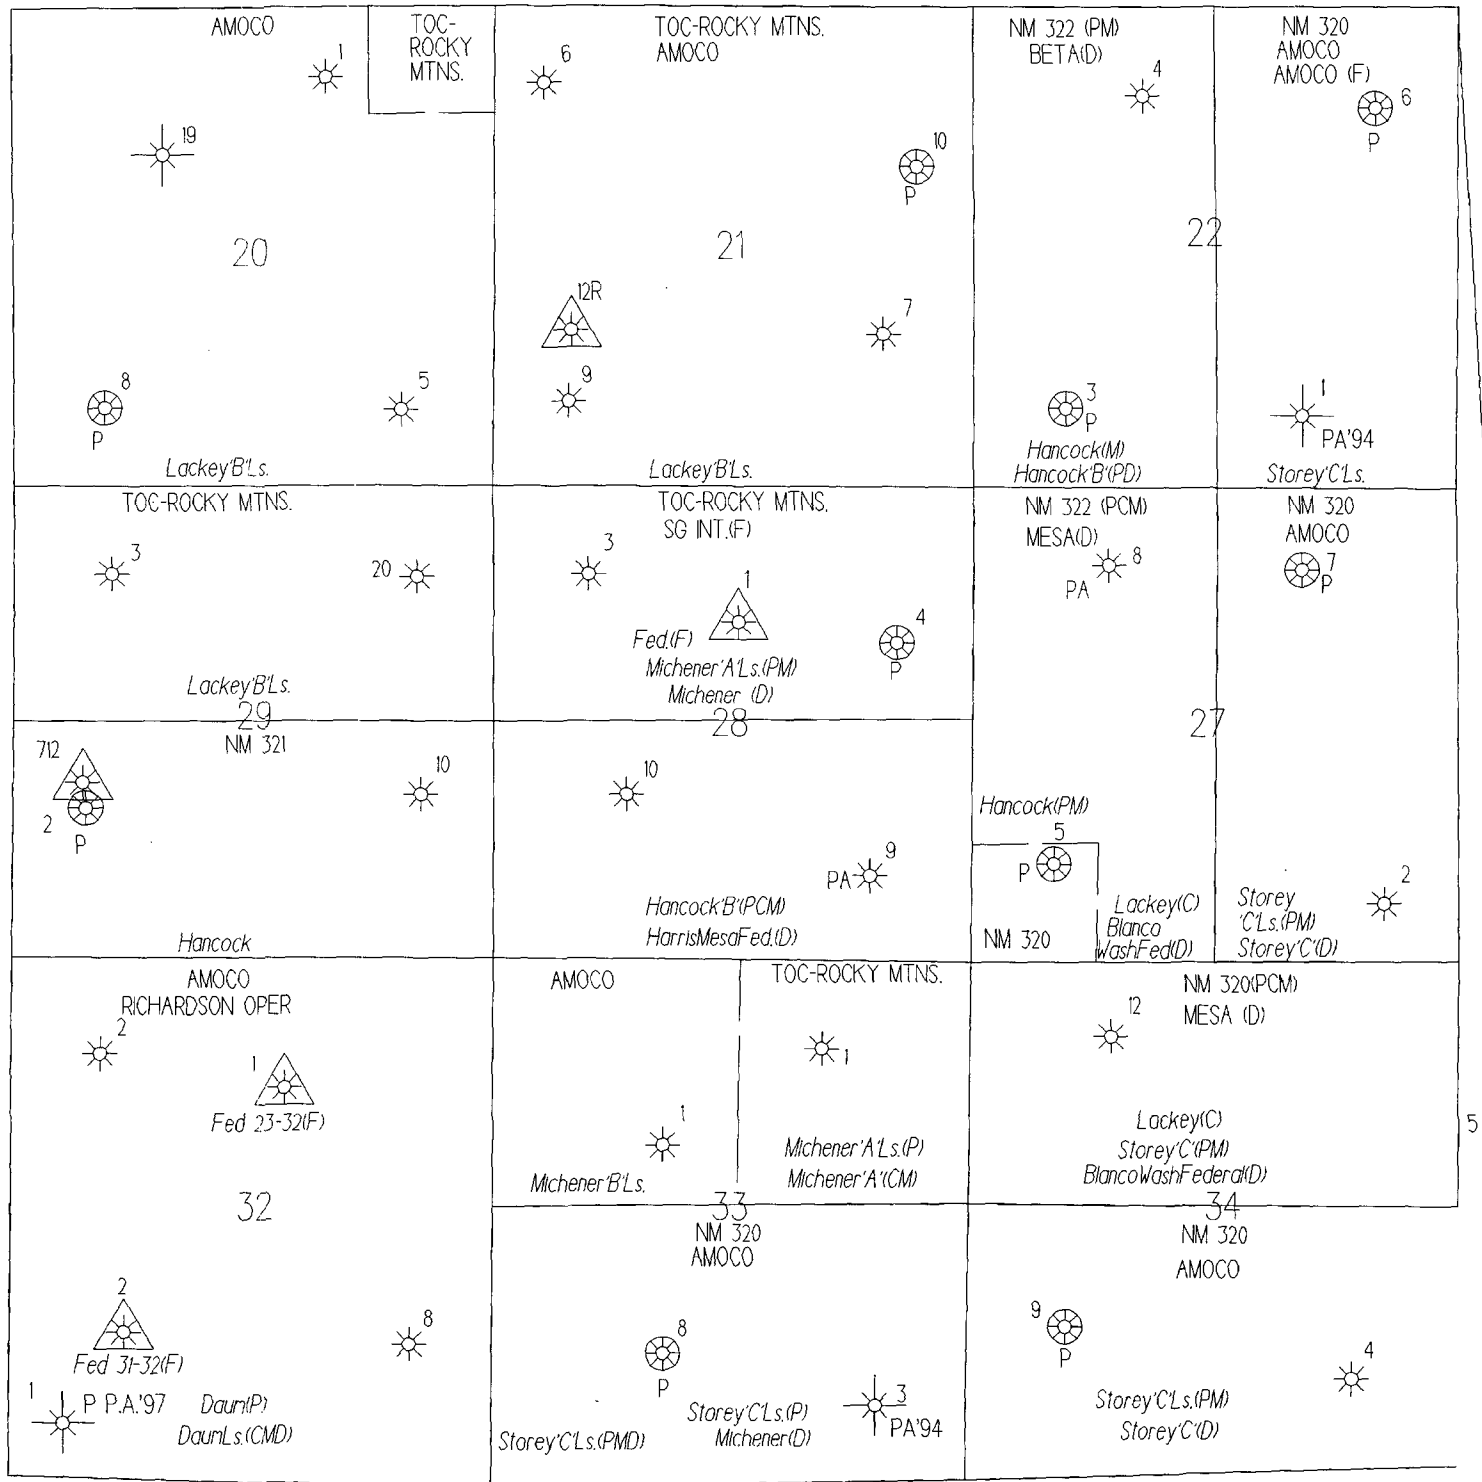 AMOCO
TOC-
ROCKY
MTNS.
1
19
20
8
P
5
Lackey'B'Ls.
TOC-ROCKY MTNS.
AMOCO
6
10
P
21
12R
7
9
Lackey'B'Ls.
NM 322 (PM)
BETA(D)
4
22
3
P
Hancock(M)
Hancock'B'(PD)
NM 320
AMOCO
AMOCO (F)
6
P
1
PA'94
Storey'C'Ls.
TOC-ROCKY MTNS.
3
20
Lackey'B'Ls.
29
NM 321
712
2
P
10
Hancock
TOC-ROCKY MTNS.
SG INT.(F)
3
1
4
P
Fed.(F)
Michener'A'Ls.(PM)
Michener (D)
28
10
9
PA
Hancock'B'(PCM)
HarrisMesaFed.(D)
NM 322 (PCM)
MESA(D)
8
PA
27
Hancock(PM)
5
P
NM 320
Lackey(C)
Blanco
WashFed(D)
NM 320
AMOCO
7
P
2
Storey
'C'Ls.(PM)
Storey'C'(D)
AMOCO
RICHARDSON OPER
2
1
Fed 23-32(F)
32
2
Fed 31-32(F)
8
1
P P.A.'97
Daum(P)
DaumLs.(CMD)
AMOCO
1
Michener'B'Ls.
TOC-ROCKY MTNS.
1
Michener'A'Ls.(P)
Michener'A'(CM)
33
NM 320
AMOCO
8
P
3
PA'94
Storey'C'Ls.(P)
Michener(D)
Storey'C'Ls.(PMD)
NM 320(PCM)
MESA (D)
12
Lackey(C)
Storey'C'(PM)
BlancoWashFederal(D)
5
34
NM 320
AMOCO
9
P
4
Storey'C'Ls.(PM)
Storey'C'(D)